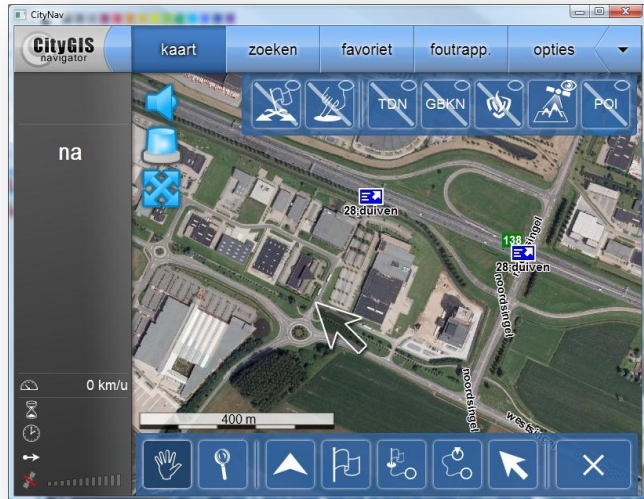 CityNav
CityGIS
navigator
kaart
zoeken
favoriet
foutrapp.
opties
TDN
GBKN
POI
na
28;duiven
138
28;duiven
noordsingel
noordsingel
0 km/u
400 m